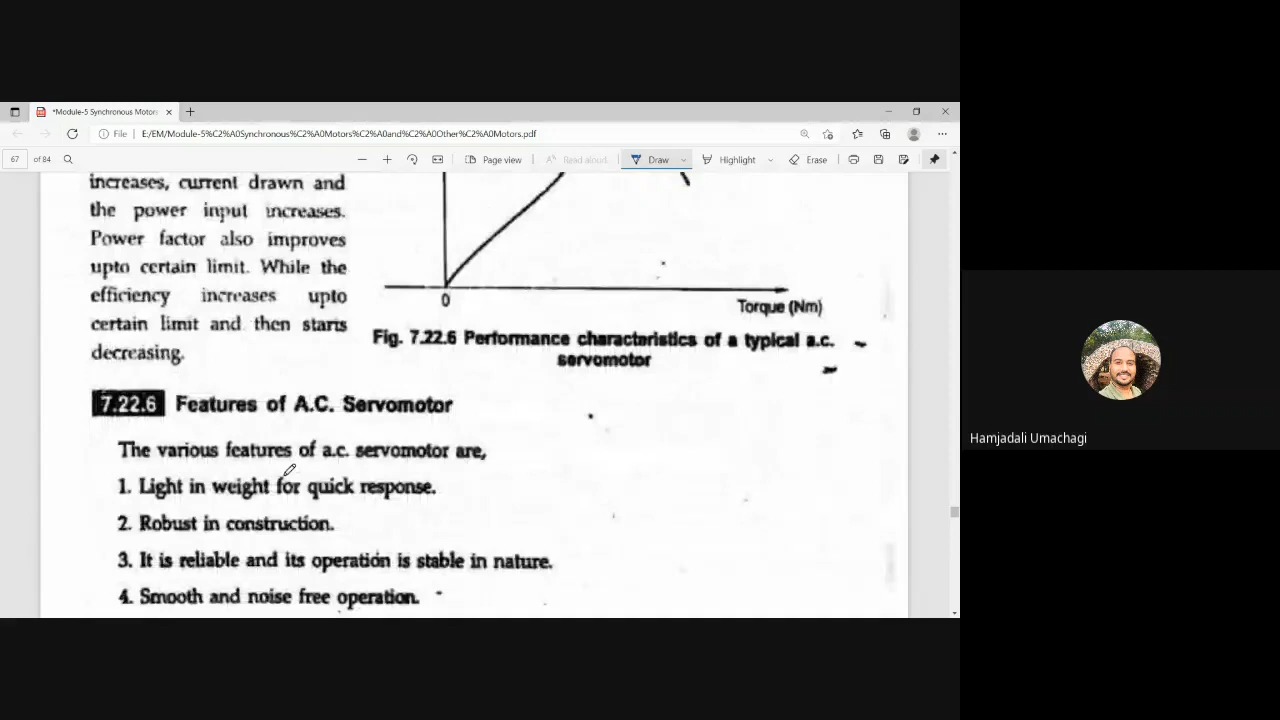 *Module-5 Synchronous Motors
File
E:/EM/Module-5%C2%A0Synchronous%C2%A0Motors%C2%A0and%C2%A0Other%C2%A0Motors.pdf
67 of 84
Page view
Read aloud
Draw
Highlight
Erase
increases, current drawn and
the power input increases.
Power factor also improves
upto certain limit. While the
efficiency increases upto
certain limit and then starts
decreasing.
0
Torque (Nm)
Fig. 7.22.6 Performance characteristics of a typical a.c.
servomotor
7.22.6 Features of A.C. Servomotor
The various features of a.c. servomotor are,
1. Light in weight for quick response.
2. Robust in construction.
3. It is reliable and its operation is stable in nature.
4. Smooth and noise free operation.
Hamjadali Umachagi